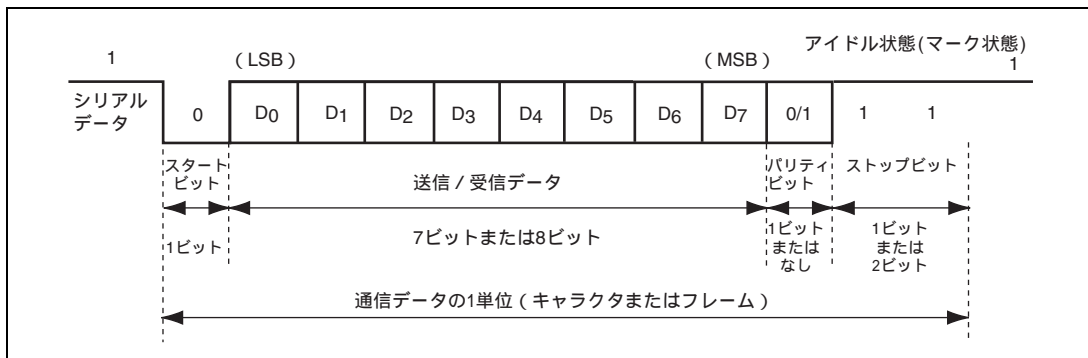 アイドル状態(マーク状態)
1 (LSB) (MSB) 1
シリアル
データ
0 D0 D1 D2 D3 D4 D5 D6 D7 0/1 1 1
スタート
ビット
送信 / 受信データ
パリティ
ビット
ストップビット
1ビット
7ビットまたは8ビット
1ビット
または
なし
1ビット
または
2ビット
通信データの1単位(キャラクタまたはフレーム)